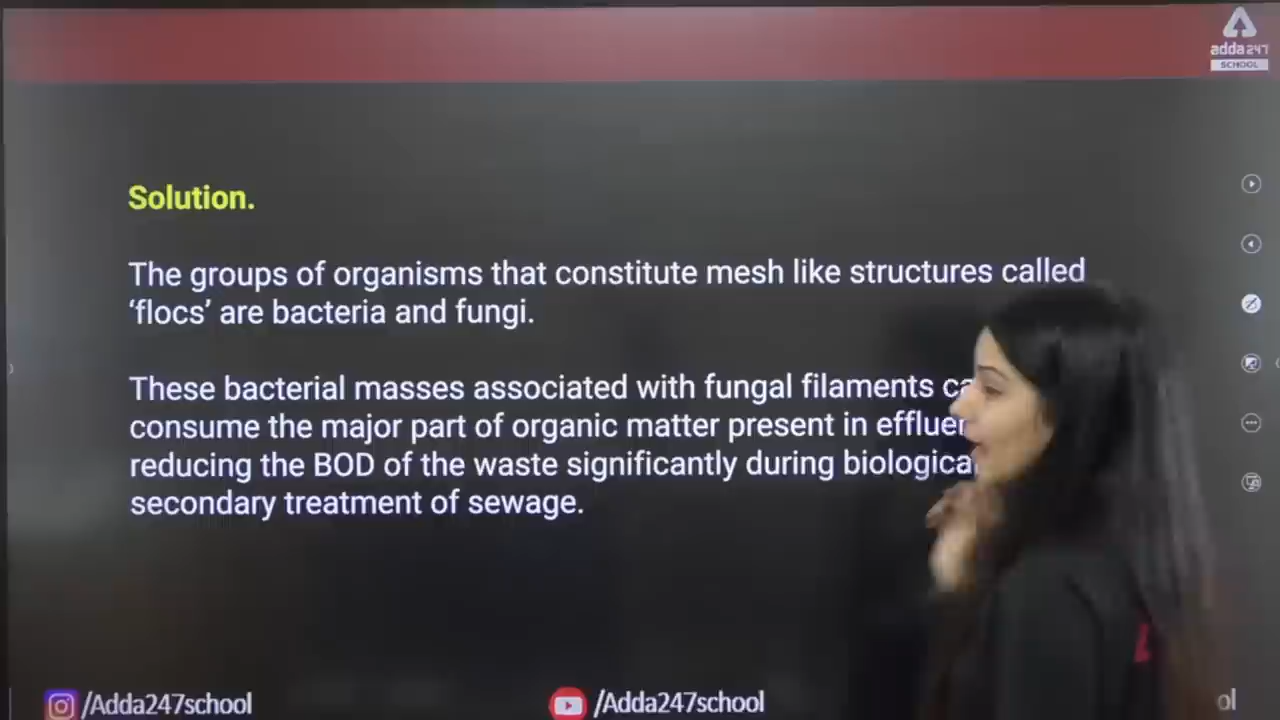 adda247
SCHOOL
Solution.
The groups of organisms that constitute mesh like structures called
‘flocs’ are bacteria and fungi.
These bacterial masses associated with fungal filaments
consume the major part of organic matter present in
reducing the BOD of the waste significantly during
secondary treatment of sewage.
/Adda247school
/Adda247school